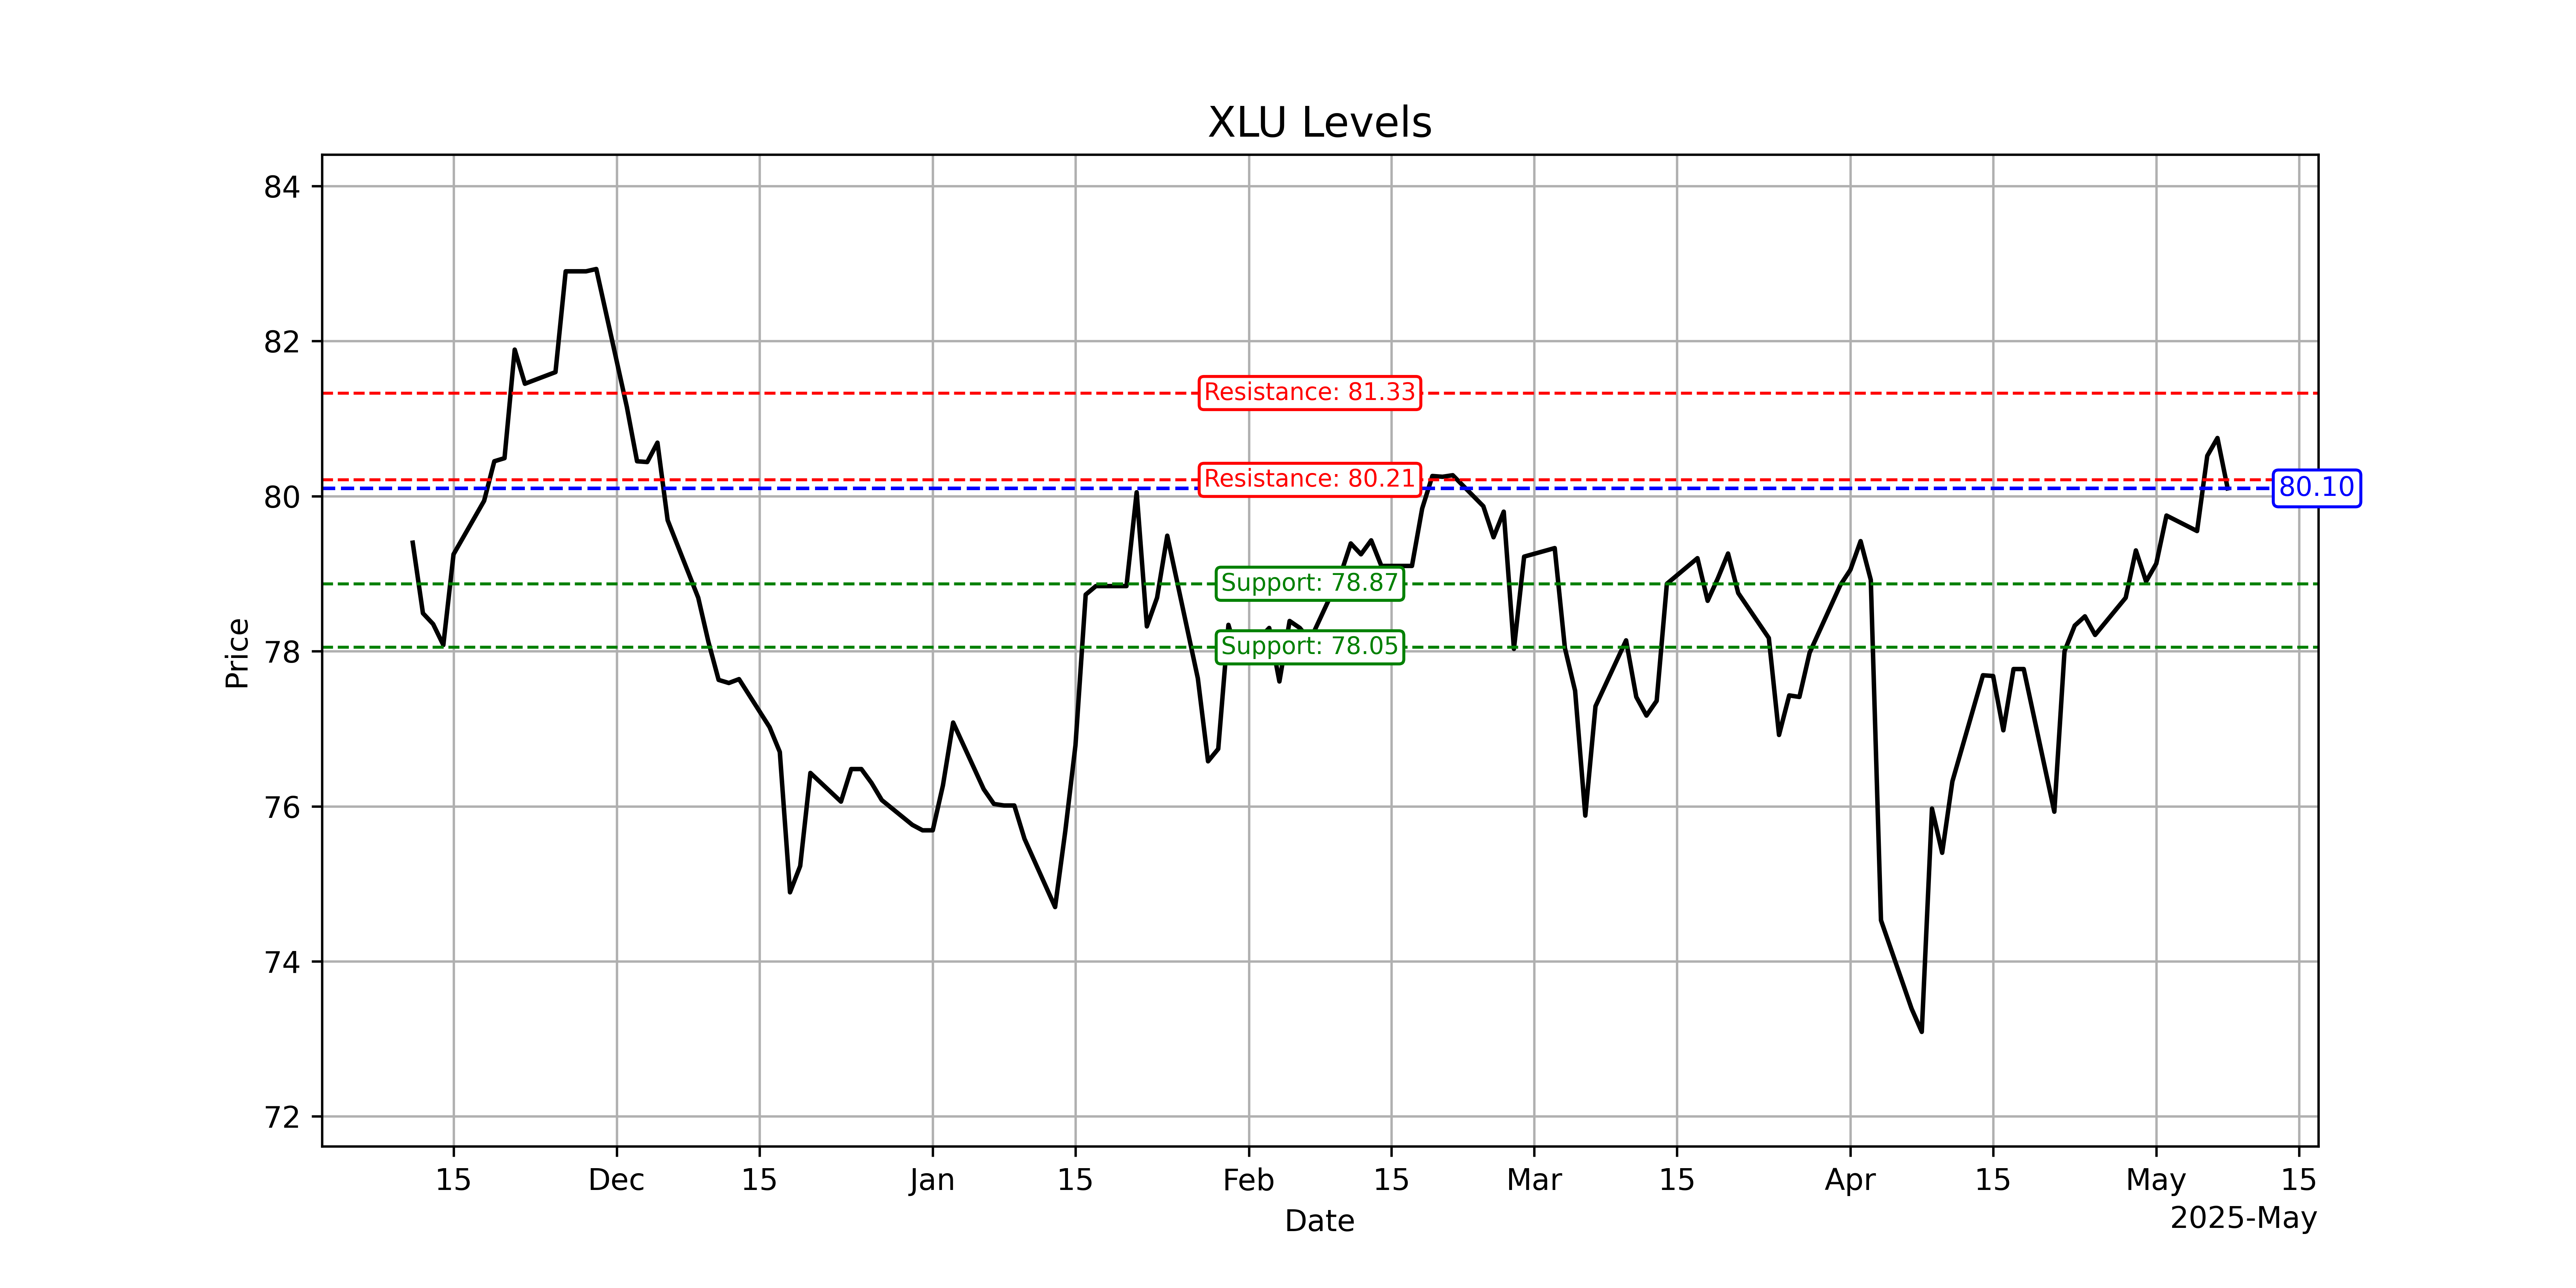 XLU Levels
84
82
80
78
76
74
72
Price
Resistance: 81.33
Resistance: 80.21
80.10
Support: 78.87
Support: 78.05
15 Dec 15 Jan 15 Feb 15 Mar 15 Apr 15 May 15
Date
2025-May